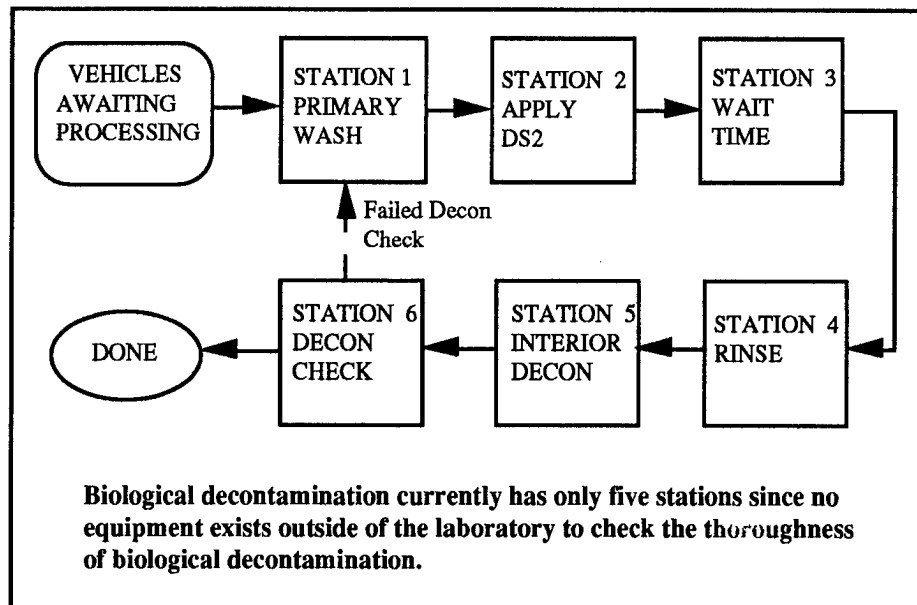 VEHICLES
AWAITING
PROCESSING
STATION 1
PRIMARY
WASH
STATION 2
APPLY
DS2
STATION 3
WAIT
TIME
Failed Decon
Check
DONE
STATION 6
DECON
CHECK
STATION 5
INTERIOR
DECON
STATION 4
RINSE
Biological decontamination currently has only five stations since no
equipment exists outside of the laboratory to check the thoroughness
of biological decontamination.